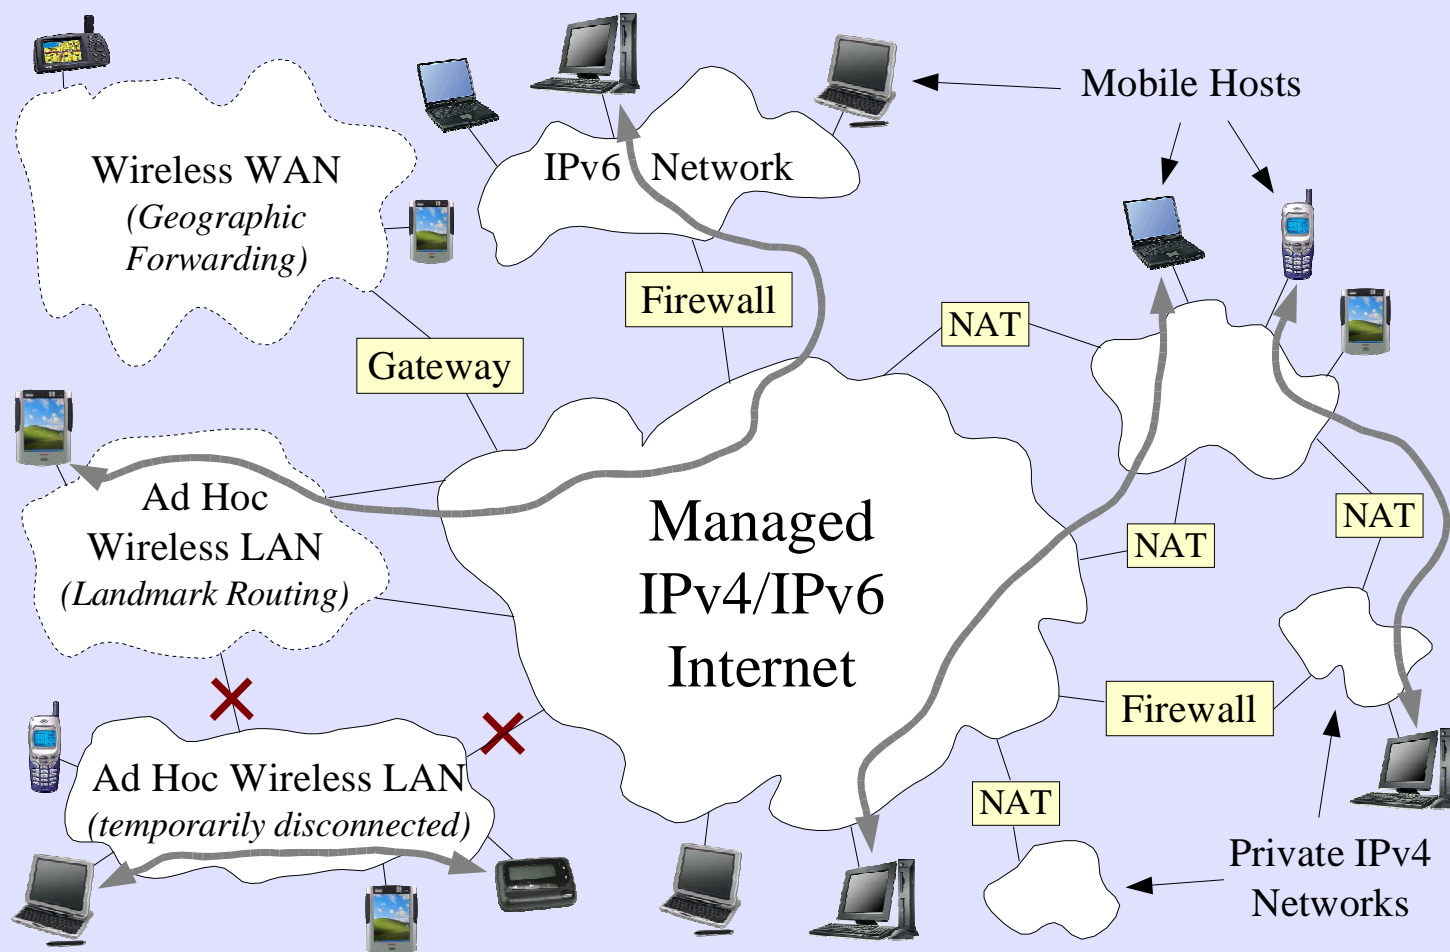 Mobile Hosts
Wireless WAN
(Geographic
Forwarding)
IPv6 Network
Firewall
NAT
Gateway
Ad Hoc
Wireless LAN
(Landmark Routing)
Managed
IPv4/IPv6
Internet
NAT
NAT
Firewall
Ad Hoc Wireless LAN
(temporarily disconnected)
NAT
Private IPv4
Networks